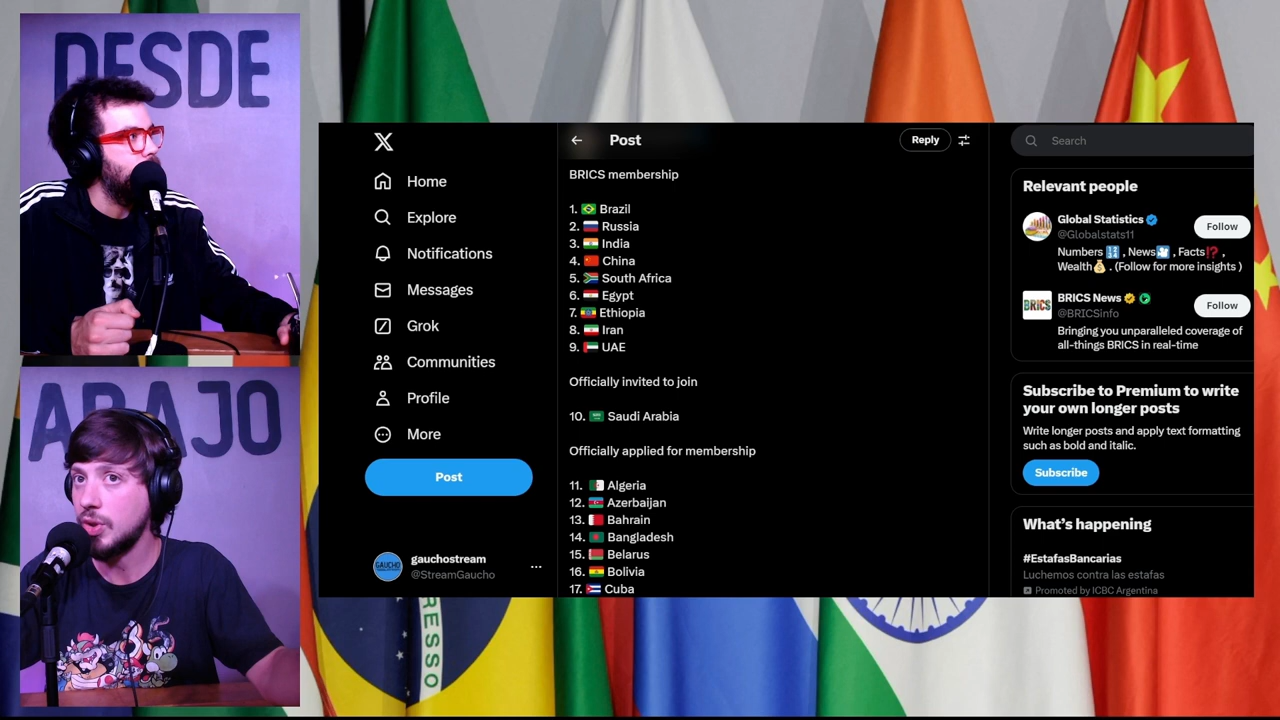 DESDE
ABAJO
Post
Reply
Search
Home
Explore
Notifications
Messages
Grok
Communities
Profile
More
Post
gauchostream
@StreamGaucho
GAUCHO
BRICS membership
1. 🇧🇷 Brazil
2. 🇷🇺 Russia
3. 🇮🇳 India
4. 🇨🇳 China
5. 🇿🇦 South Africa
6. 🇪🇬 Egypt
7. 🇪🇹 Ethiopia
8. 🇮🇷 Iran
9. 🇦🇪 UAE
Officially invited to join
10. 🇸🇦 Saudi Arabia
Officially applied for membership
11. 🇩🇿 Algeria
12. 🇦🇿 Azerbaijan
13. 🇧🇭 Bahrain
14. 🇧🇩 Bangladesh
15. 🇧🇾 Belarus
16. 🇧🇴 Bolivia
17. 🇨🇺 Cuba
Relevant people
Global Statistics
@Globalstats11
Follow
Numbers 🔢 , News🎦 , Facts⁉️ ,
Wealth💰 . (Follow for more insights )
BRICS
BRICS News
@BRICSinfo
Follow
Bringing you unparalleled coverage of
all-things BRICS in real-time
Subscribe to Premium to write
your own longer posts
Write longer posts and apply text formatting
such as bold and italic.
Subscribe
What's happening
#EstafasBancarias
Luchemos contra las estafas
Promoted by ICBC Argentina
RESSO